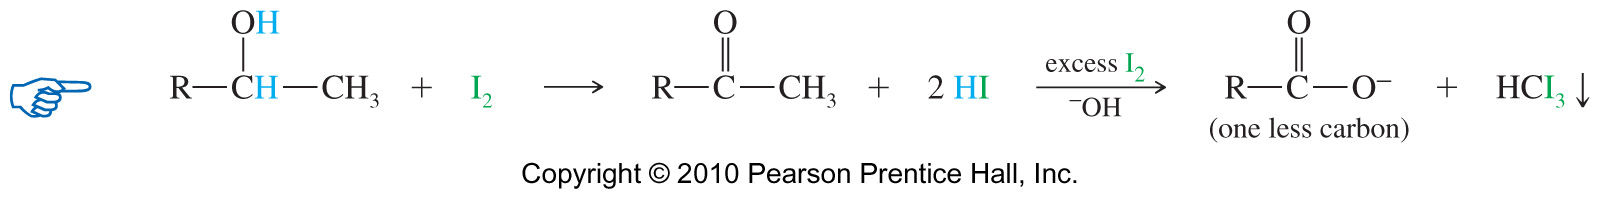 OH O O
R—CH—CH₃ + I₂ ⟶ R—C—CH₃ + 2 HI excess I₂ ⁻OH R—C—O⁻ + HCI₃↓
(one less carbon)
Copyright © 2010 Pearson Prentice Hall, Inc.